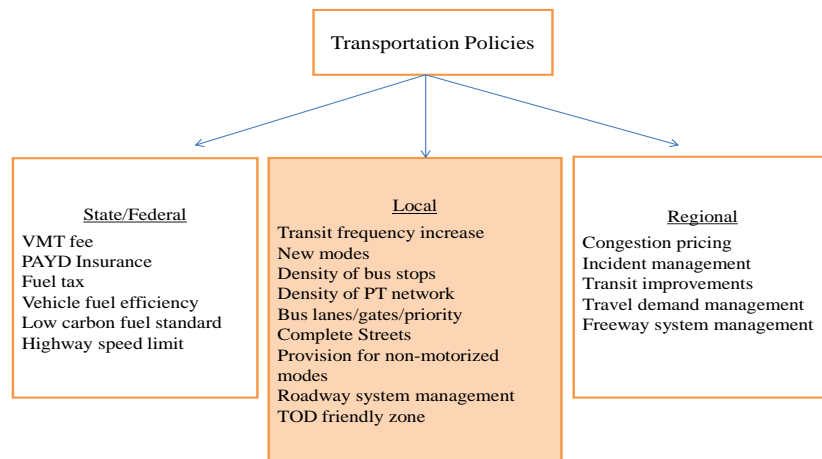 Transportation Policies
State/Federal
VMT fee
PAYD Insurance
Fuel tax
Vehicle fuel efficiency
Low carbon fuel standard
Highway speed limit
Local
Transit frequency increase
New modes
Density of bus stops
Density of PT network
Bus lanes/gates/priority
Complete Streets
Provision for non-motorized
modes
Roadway system management
TOD friendly zone
Regional
Congestion pricing
Incident management
Transit improvements
Travel demand management
Freeway system management